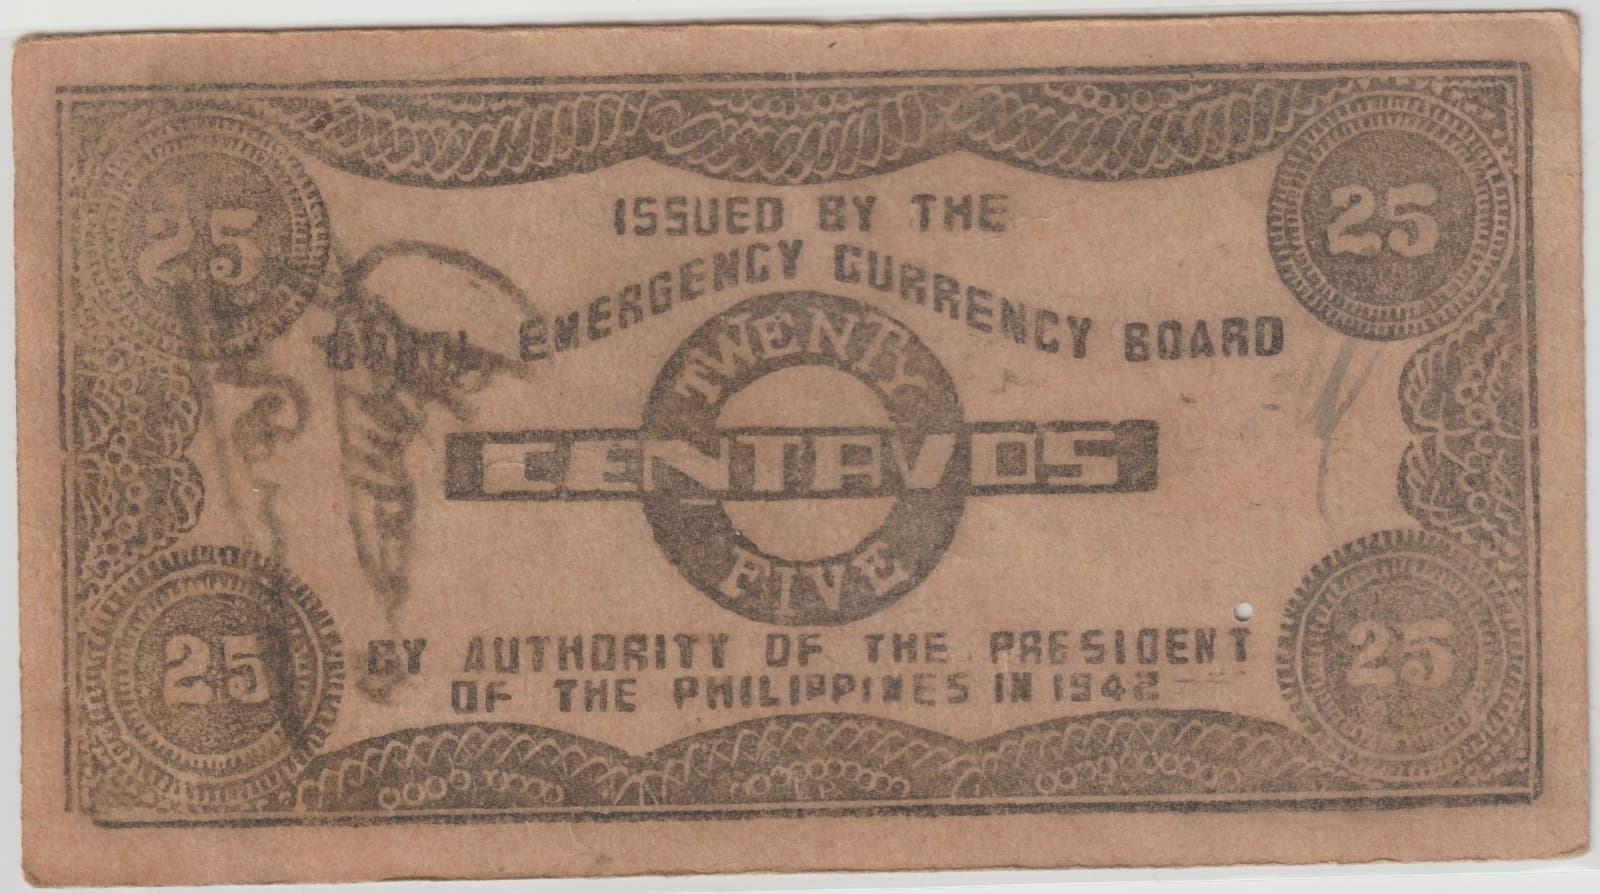 25 25
ISSUED BY THE
BOHOL EMERGENCY CURRENCY BOARD
TWENTY
CENTAVOS
FIVE
BY AUTHORITY OF THE PRESIDENT
OF THE PHILIPPINES IN 1942
25 25